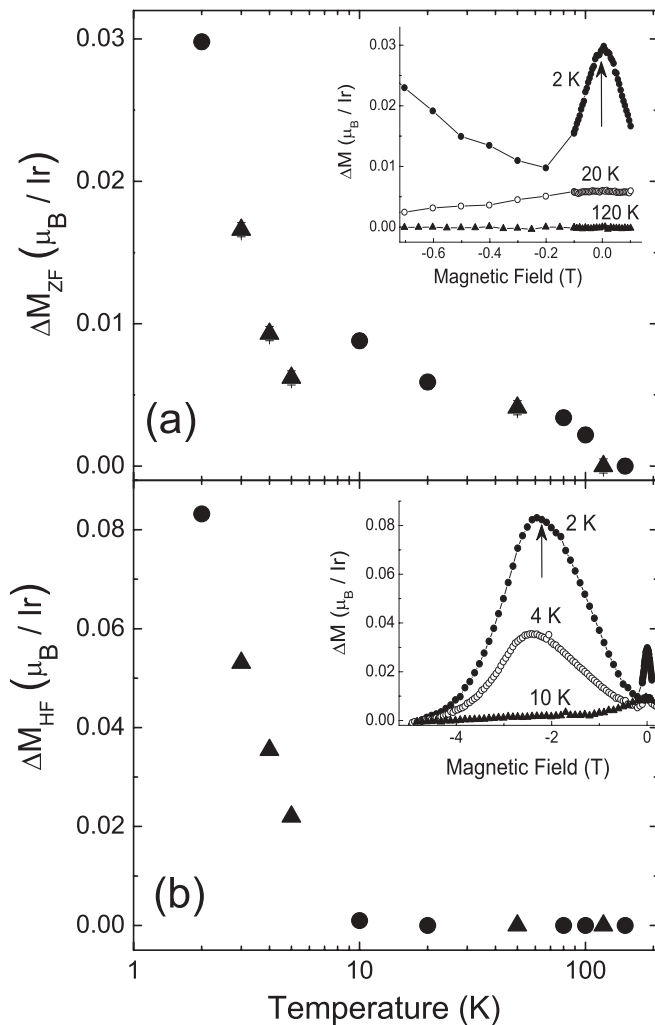 0.03
0.02
0.01
0.00
ΔM_ZF (μ_B / Ir)
(a)
0.03
0.02
0.01
0.00
ΔM (μ_B / Ir)
2 K
20 K
120 K
-0.6 -0.4 -0.2 0.0
Magnetic Field (T)
0.08
0.06
0.04
0.02
0.00
ΔM_HF (μ_B / Ir)
(b)
0.08
0.06
0.04
0.02
0.00
ΔM (μ_B / Ir)
2 K
4 K
10 K
-4 -2 0
Magnetic Field (T)
1 10 100
Temperature (K)